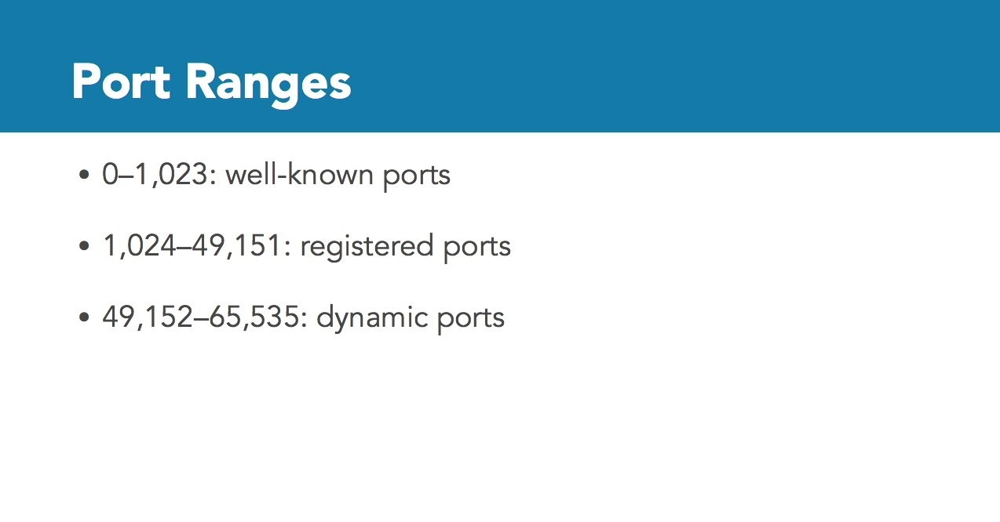 Port Ranges
• 0–1,023: well-known ports
• 1,024–49,151: registered ports
• 49,152–65,535: dynamic ports